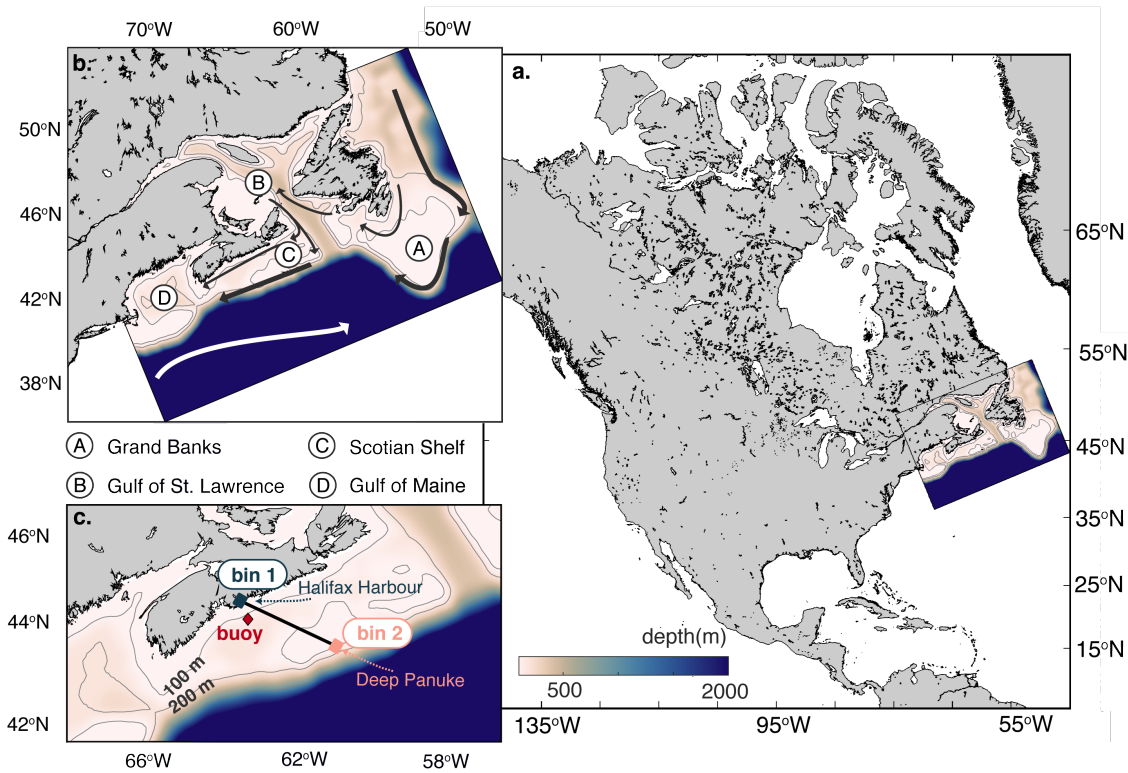 70°W 60°W 50°W
b.
a.
50°N
46°N
42°N
38°N
A
B
C
D
65°N
55°N
45°N
35°N
25°N
15°N
A Grand Banks C Scotian Shelf
B Gulf of St. Lawrence D Gulf of Maine
c.
46°N
44°N
42°N
bin 1
Halifax Harbour
buoy
bin 2
Deep Panuke
100 m
200 m
66°W 62°W 58°W
depth(m)
500 2000
135°W 95°W 55°W